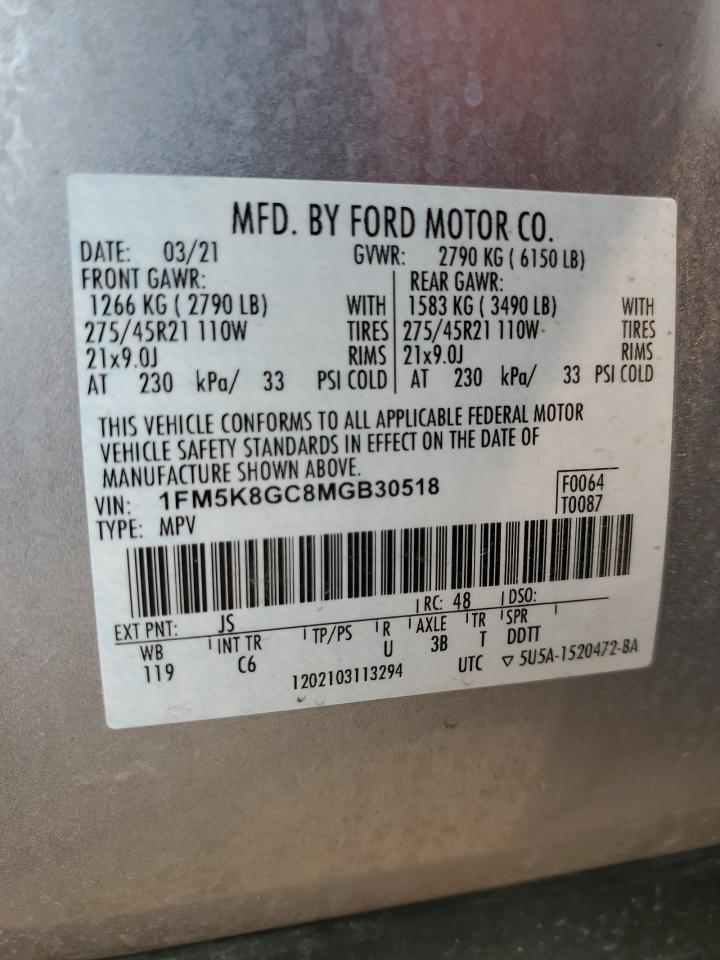 MFD. BY FORD MOTOR CO.
DATE: 03/21 GVWR: 2790 KG ( 6150 LB)
FRONT GAWR: REAR GAWR:
1266 KG ( 2790 LB) WITH 1583 KG ( 3490 LB) WITH
275/45R21 110W TIRES 275/45R21 110W TIRES
21x9.0J RIMS 21x9.0J RIMS
AT 230 kPa/ 33 PSI COLD AT 230 kPa/ 33 PSI COLD
THIS VEHICLE CONFORMS TO ALL APPLICABLE FEDERAL MOTOR
VEHICLE SAFETY STANDARDS IN EFFECT ON THE DATE OF
MANUFACTURE SHOWN ABOVE.
VIN: 1FM5K8GC8MGB30518 F0064
TYPE: MPV T0087
EXT PNT: JS RC: 48 DSO:
WB INT TR TP/PS R AXLE TR SPR
119 C6 U 3B T DDTT
1202103113294 UTC ▽ 5U5A-1520472-BA